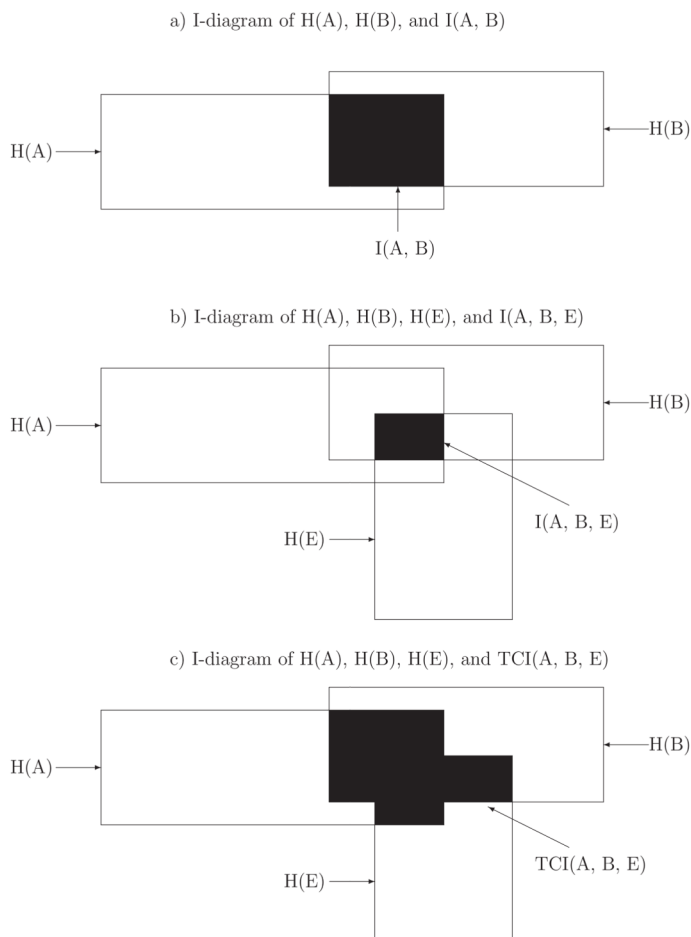 a) I-diagram of H(A), H(B), and I(A, B)
H(B)
H(A)
I(A, B)
b) I-diagram of H(A), H(B), H(E), and I(A, B, E)
H(B)
H(A)
I(A, B, E)
H(E)
c) I-diagram of H(A), H(B), H(E), and TCI(A, B, E)
H(B)
H(A)
TCI(A, B, E)
H(E)